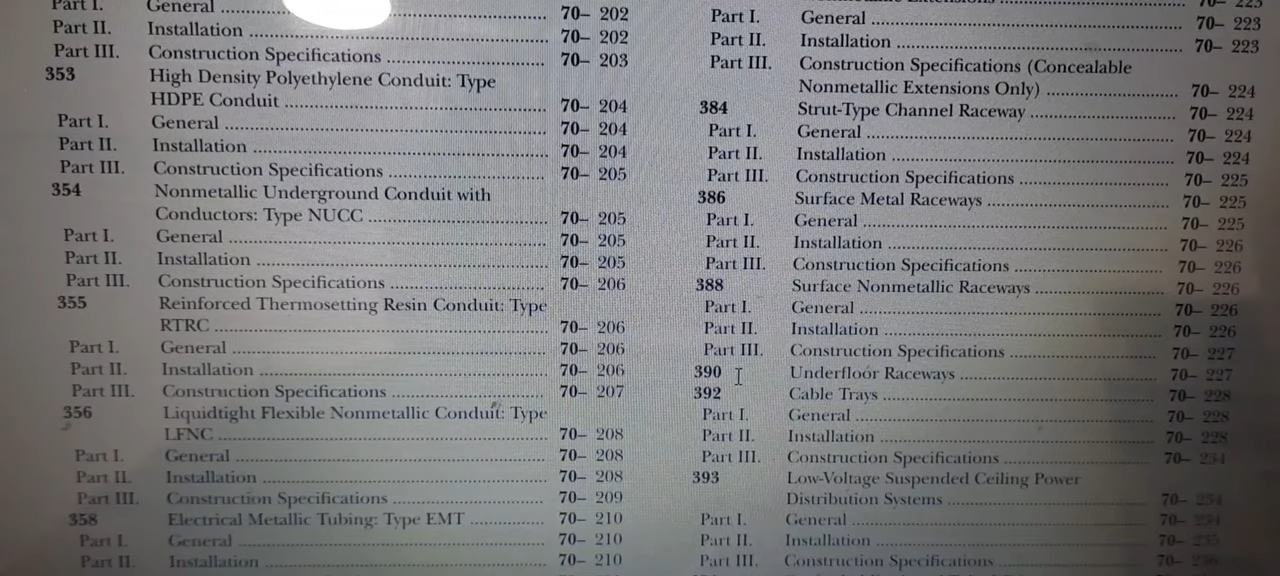 Part I. General ........ 70– 202
Part II. Installation ........ 70– 202
Part III. Construction Specifications ........ 70– 203
353 High Density Polyethylene Conduit: Type
HDPE Conduit ........ 70– 204
Part I. General ........ 70– 204
Part II. Installation ........ 70– 204
Part III. Construction Specifications ........ 70– 205
354 Nonmetallic Underground Conduit with
Conductors: Type NUCC ........ 70– 205
Part I. General ........ 70– 205
Part II. Installation ........ 70– 205
Part III. Construction Specifications ........ 70– 206
355 Reinforced Thermosetting Resin Conduit: Type
RTRC ........ 70– 206
Part I. General ........ 70– 206
Part II. Installation ........ 70– 206
Part III. Construction Specifications ........ 70– 207
356 Liquidtight Flexible Nonmetallic Conduit: Type
LFNC ........ 70– 208
Part I. General ........ 70– 208
Part II. Installation ........ 70– 208
Part III. Construction Specifications ........ 70– 209
358 Electrical Metallic Tubing: Type EMT ........ 70– 210
Part I. General ........ 70– 210
Part II. Installation ........ 70– 210
Part I. General ........ 70– 223
Part II. Installation ........ 70– 223
Part III. Construction Specifications (Concealable
Nonmetallic Extensions Only) ........ 70– 224
384 Strut-Type Channel Raceway ........ 70– 224
Part I. General ........ 70– 224
Part II. Installation ........ 70– 224
Part III. Construction Specifications ........ 70– 225
386 Surface Metal Raceways ........ 70– 225
Part I. General ........ 70– 225
Part II. Installation ........ 70– 226
Part III. Construction Specifications ........ 70– 226
388 Surface Nonmetallic Raceways ........ 70– 226
Part I. General ........ 70– 226
Part II. Installation ........ 70– 226
Part III. Construction Specifications ........ 70– 227
390 Underfloor Raceways ........ 70– 227
392 Cable Trays ........ 70– 228
Part I. General ........ 70– 228
Part II. Installation ........ 70– 228
Part III. Construction Specifications ........ 70– 234
393 Low-Voltage Suspended Ceiling Power
Distribution Systems ........ 70– 234
Part I. General ........ 70– 234
Part II. Installation ........ 70– 235
Part III. Construction Specifications ........ 70–